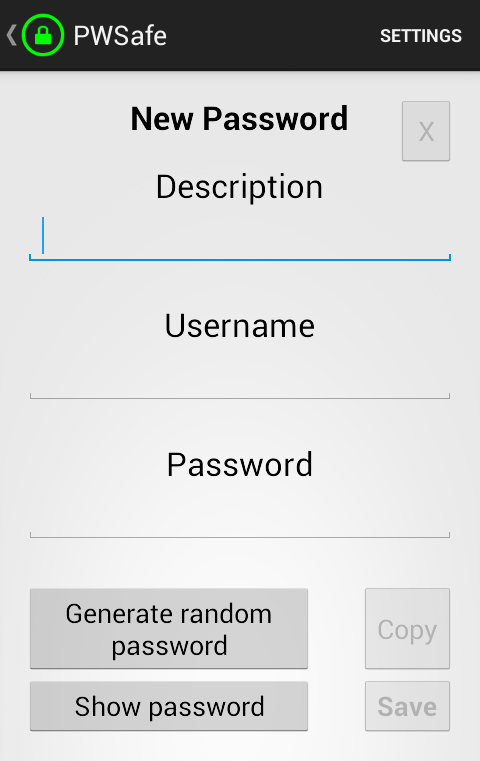 PWSafe SETTINGS
New Password X
Description
Username
Password
Generate random
password
Copy
Show password Save